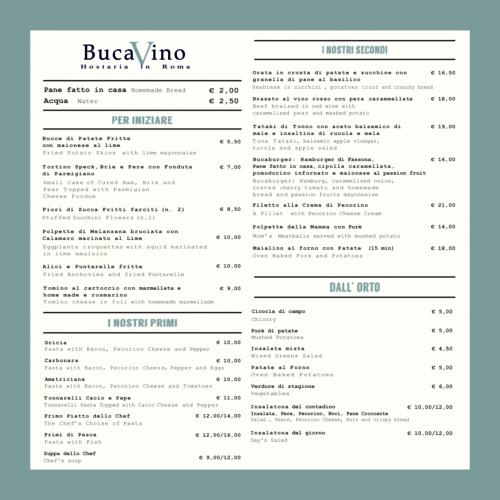 BucaVino
Hostaria In Roma
Pane fatto in casa Homemade Bread € 2,00
Acqua Water € 2,50
PER INIZIARE
Bucce di Patate Fritte
con maionese al lime € 5,50
Fried Potato Skins with lime mayonnaise
Tortino Speck, Brie e Pere con Fonduta € 7,00
di Parmigiano
Small Cake of Cured Ham, Brie and
Pear Topped with Parmigian
Cheese Fondue
Fiori di Zucca Fritti farciti (n. 2) € 8,50
Stuffed Zucchini Flowers (n.2)
Polpette di Melanzana bruciata con
Calamaro marinato al Lime € 10,00
Eggplants croquettes with squid marinated
in lime emulsion
Alici e Puntarelle fritte € 10,00
Fried Anchovies and fried Puntarelle
Tomino al cartoccio con marmellata e € 9,00
home made e rosmarino
Tomino cheese in foil with homemade marmellade
I NOSTRI PRIMI
Gricia € 10,00
Pasta with Bacon, Pecorino Cheese and Pepper
Carbonara € 10,00
Pasta with Bacon, Pecorino Cheese, Pepper and Eggs
Amatriciana € 10,00
Pasta with Bacon, Pecorino Cheese and Tomatoes
Tonnarelli Cacio e Pepe € 11,00
Tonnarelli Pasta Topped with Cacio Cheese and Pepper
Primo Piatto dello Chef € 12,00/14,00
The Chef's Choise of Pasta
Primi di Pesce € 12,00/16,00
Pasta with Fish
Zuppa dello Chef € 9,00/12,00
Chef's soup
I NOSTRI SECONDI
Orata in crosta di patate e zucchine con € 16,50
granella di pane al basilico
Seabream in zucchini , potatoes crust and crunchy bread
Brasato al vino rosso con pera caramellata € 18,00
Beef braised in red wine with
caramelized pear and mashed potato
Tataki di Tonno con aceto balsamico di € 19,00
mele e insaltina di rucola e mela
Tuna Tataki, balsamic apple vinegar,
rucola and apple salad
Bucaburger: Hamburger di Fassona, € 16,00
Pane fatto in casa, cipolla caramellata,
pomodorino infornato e maionese al passion fruit
Bucaburger: Hamburg, caramelized onion,
tosted cherry tomato and homemade
bread and passion fruits mayonnaise
Filetto alla Crema di Pecorino € 21,00
A Fillet with Pecorino Cheese Cream
Polpette della Mamma con Purè € 14,00
Mom's Meatballs served with mushed potato
Maialino al forno con Patate (15 min) € 18,00
Oven Baked Pork and Potatoes
DALL' ORTO
Cicoria di campo € 5,00
Chicory
Purè di patate € 5,00
Mushed Potatoes
Insalata mista € 4,50
Mixed Greens Salad
Patate al Forno € 5,00
Oven Baked Potatoes
Verdure di stagione € 6,00
Vegetables
Insalatona del contadino € 10,00/12,00
Insalata, Pere, Pecorino, Noci, Pane Croccante
Salad , Pears, Pecorino Cheese, Nuts and crispy bread
Insalatona del giorno € 10,00/12,00
Day's Salad